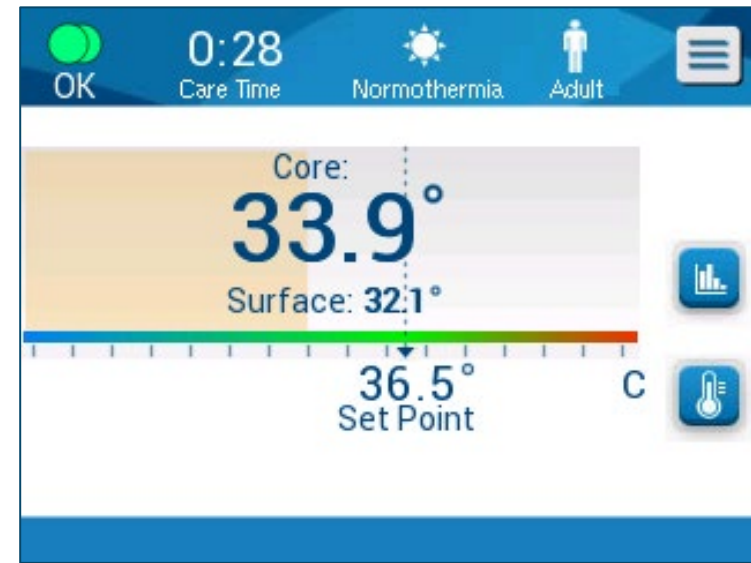 OK
0:28
Care Time
Normothermia
Adult
Core:
33.9°
Surface: 32.1°
36.5°
C
Set Point